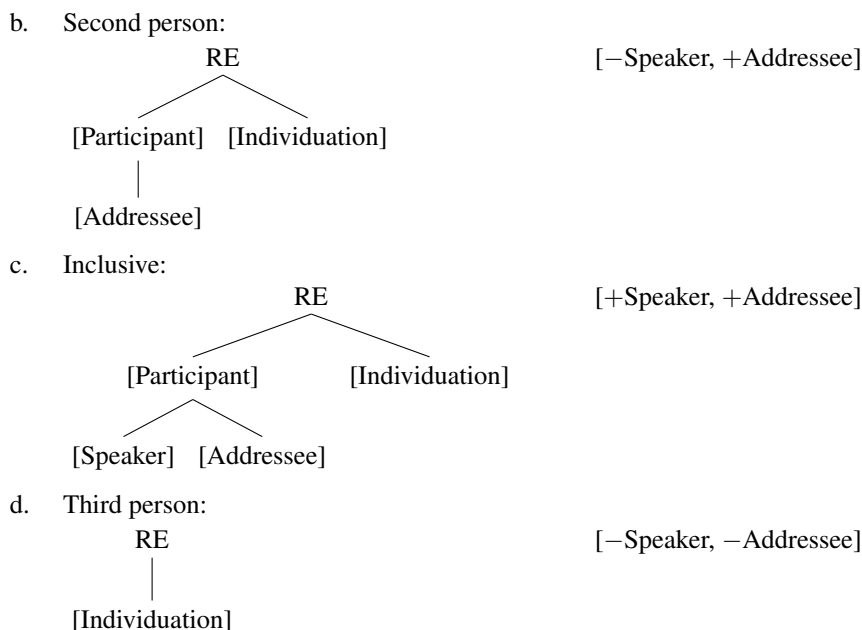 b. Second person:
RE [−Speaker, +Addressee]
[Participant] [Individuation]
[Addressee]
c. Inclusive:
RE [+Speaker, +Addressee]
[Participant] [Individuation]
[Speaker] [Addressee]
d. Third person:
RE [−Speaker, −Addressee]
[Individuation]